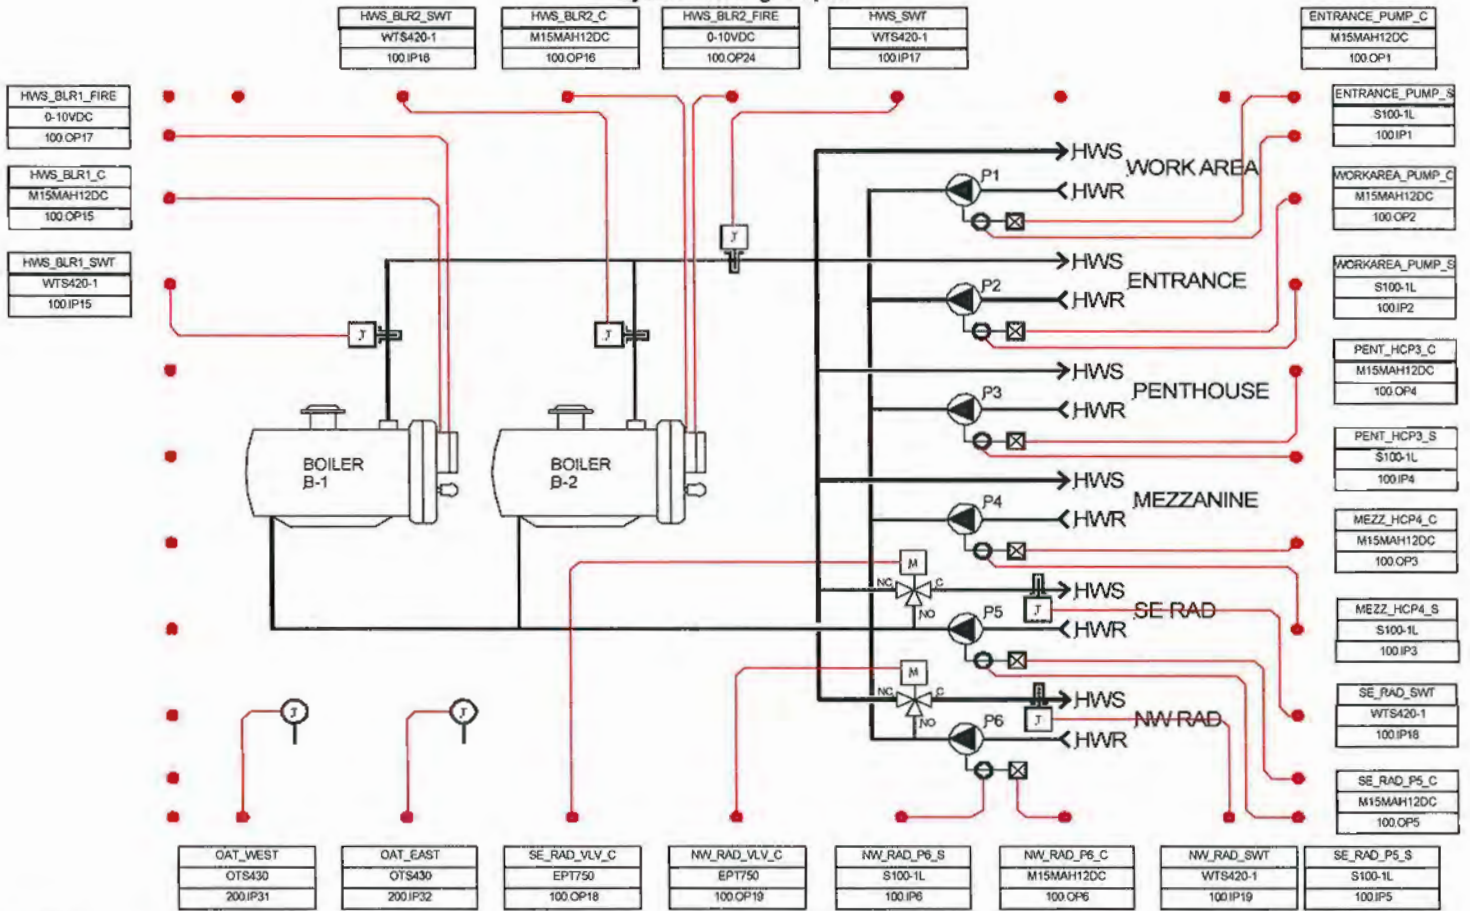 HWS_BLR2_SWT
WTS420-1
100.IP16
HWS_BLR2_C
M15MAH12DC
100.OP16
HWS_BLR2_FIRE
0-10VDC
100.OP24
HWS_SWT
WTS420-1
100.IP17
ENTRANCE_PUMP_C
M15MAH12DC
100.OP1
HWS_BLR1_FIRE
0-10VDC
100.OP17
HWS_BLR1_C
M15MAH12DC
100.OP15
HWS_BLR1_SWT
WTS420-1
100.IP15
ENTRANCE_PUMP_S
S100-1L
100.IP1
WORKAREA_PUMP_C
M15MAH12DC
100.OP2
WORKAREA_PUMP_S
S100-1L
100.IP2
PENT_HCP3_C
M15MAH12DC
100.OP4
PENT_HCP3_S
S100-1L
100.IP4
MEZZ_HCP4_C
M15MAH12DC
100.OP3
MEZZ_HCP4_S
S100-1L
100.IP3
SE_RAD_SWT
WTS420-1
100.IP18
SE_RAD_P5_C
M15MAH12DC
100.OP5
HWS
WORK AREA
P1
HWR
J
HWS
ENTRANCE
P2
HWR
J
J
HWS
PENTHOUSE
P3
HWR
BOILER
B-1
BOILER
B-2
HWS
MEZZANINE
P4
HWR
M
NC
C
NO
HWS
J
SE RAD
P5
HWR
M
NC
C
NO
HWS
J
NW RAD
P6
HWR
J
J
OAT_WEST
OTS430
200.IP31
OAT_EAST
OTS430
200.IP32
SE_RAD_VLV_C
EPT750
100.OP18
NW_RAD_VLV_C
EPT750
100.OP19
NW_RAD_P6_S
S100-1L
100.IP6
NW_RAD_P6_C
M15MAH12DC
100.OP6
NW_RAD_SWT
WTS420-1
100.IP19
SE_RAD_P5_S
S100-1L
100.IP5